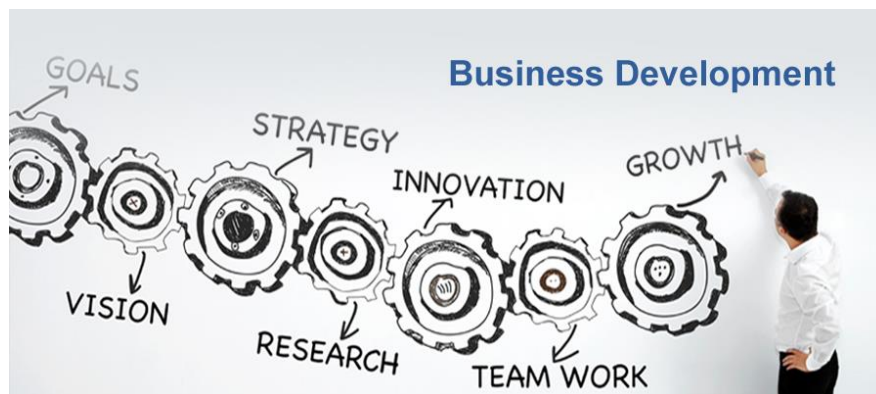 Business Development
GOALS
VISION
STRATEGY
RESEARCH
INNOVATION
TEAM WORK
GROWTH